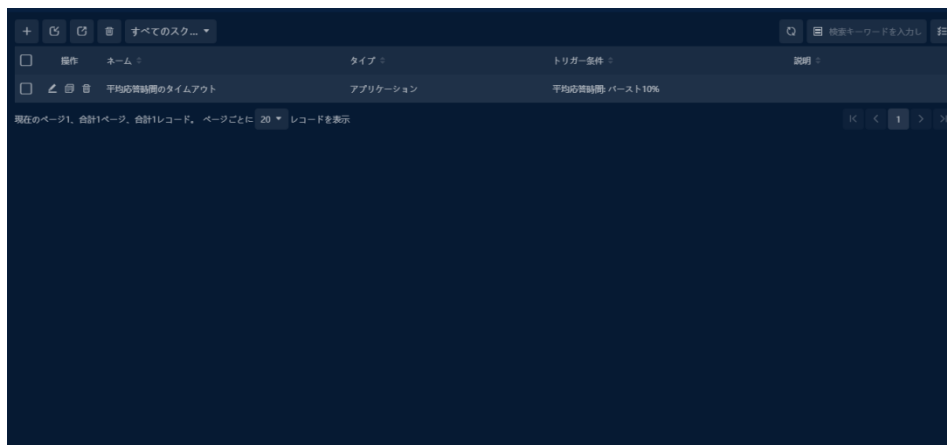 すべてのスク... 検索キーワードを入力し
操作 ネーム タイプ トリガー条件 説明
平均応答時間のタイムアウト アプリケーション 平均応答時間: バースト10%
現在のページ1、合計1ページ、合計1レコード。 ページごとに 20 レコードを表示 1